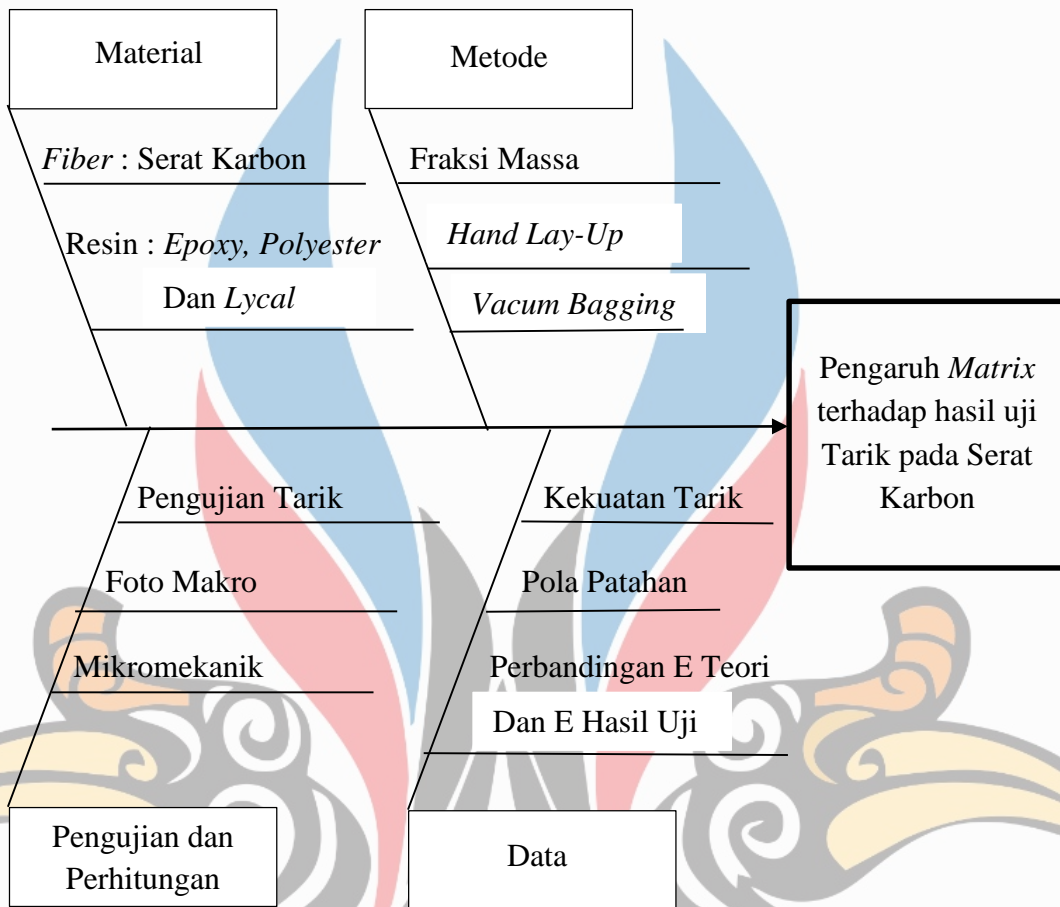 Material
Metode
Fiber : Serat Karbon
Resin : Epoxy, Polyester
Dan Lycal
Fraksi Massa
Hand Lay-Up
Vacum Bagging
Pengaruh Matrix
terhadap hasil uji
Tarik pada Serat
Karbon
Pengujian Tarik
Foto Makro
Mikromekanik
Kekuatan Tarik
Pola Patahan
Perbandingan E Teori
Dan E Hasil Uji
Pengujian dan
Perhitungan
Data